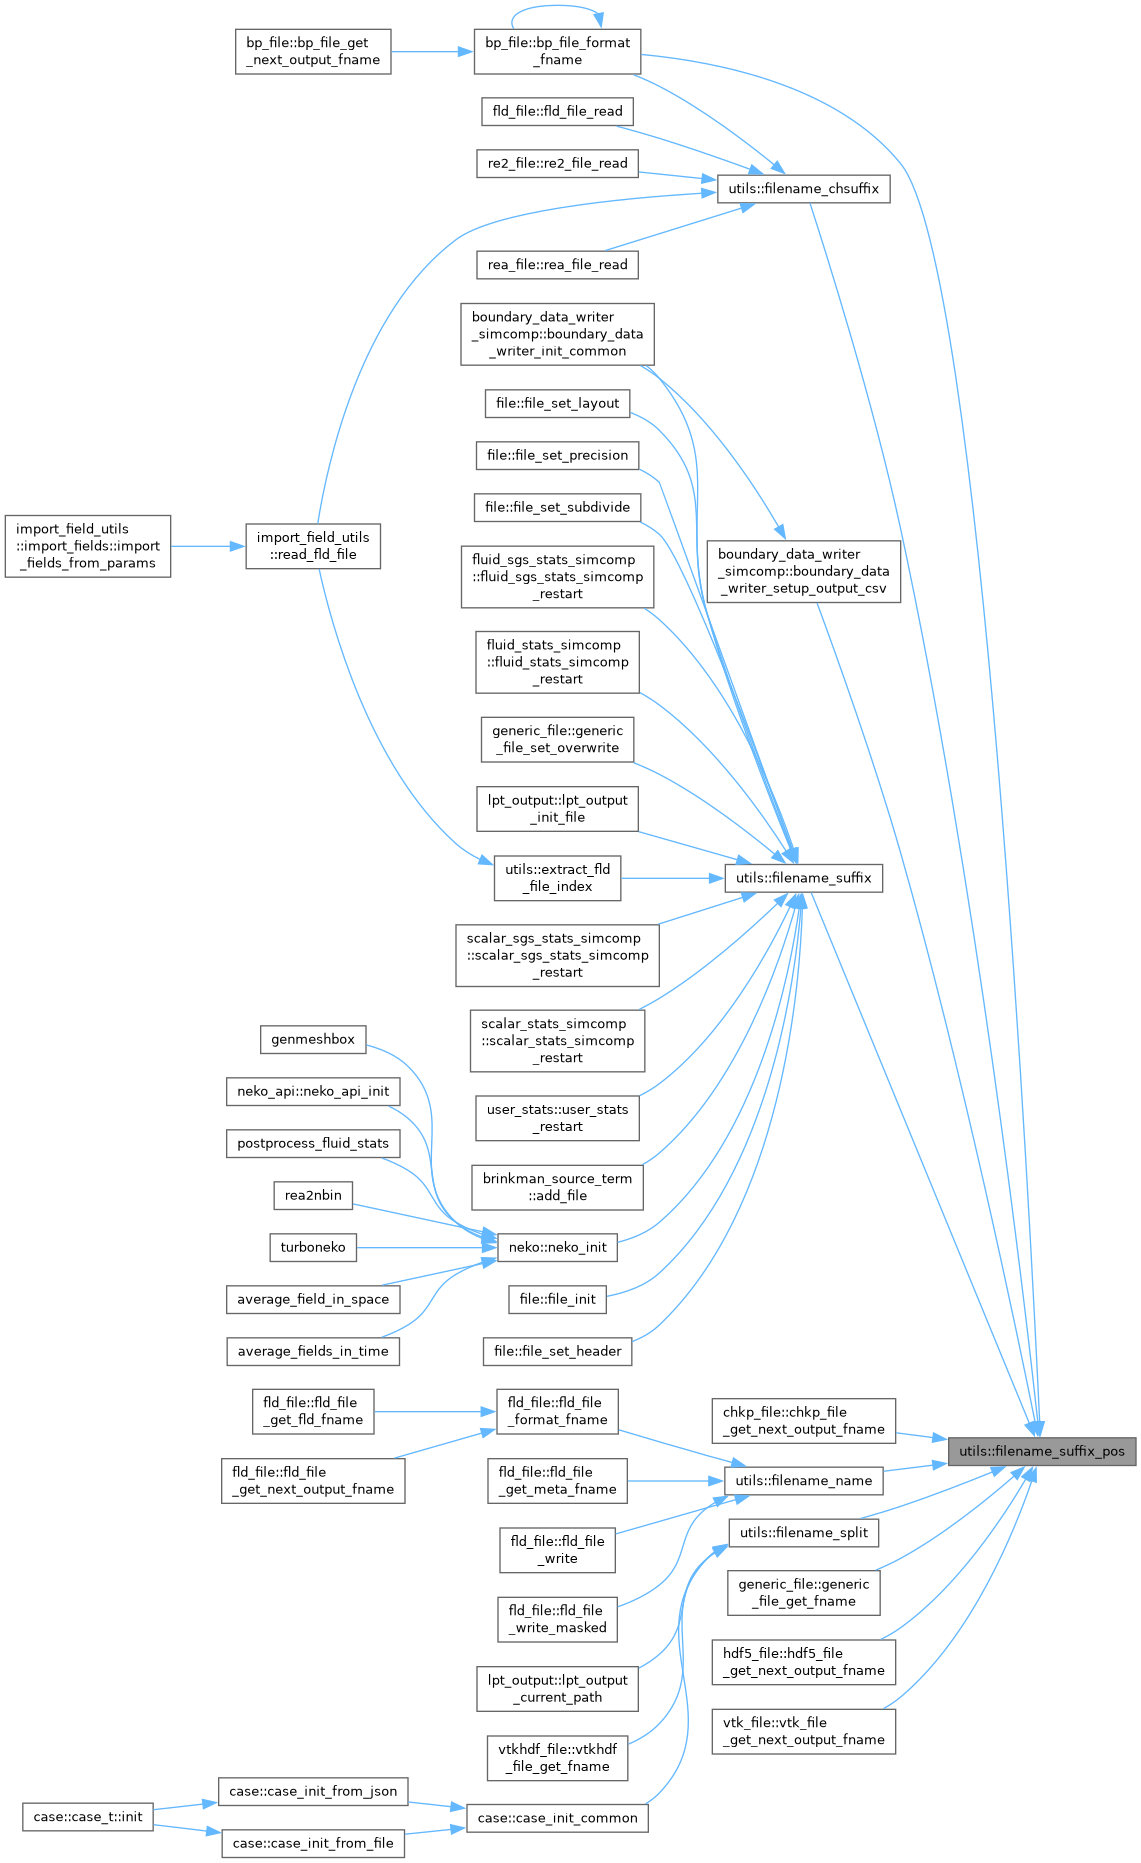 bp_file::bp_file_get
_next_output_fname
bp_file::bp_file_format
_fname
fld_file::fld_file_read
re2_file::re2_file_read
utils::filename_chsuffix
rea_file::rea_file_read
boundary_data_writer
_simcomp::boundary_data
_writer_init_common
file::file_set_layout
file::file_set_precision
file::file_set_subdivide
import_field_utils
::import_fields::import
_fields_from_params
import_field_utils
::read_fld_file
boundary_data_writer
_simcomp::boundary_data
_writer_setup_output_csv
fluid_sgs_stats_simcomp
::fluid_sgs_stats_simcomp
_restart
fluid_stats_simcomp
::fluid_stats_simcomp
_restart
generic_file::generic
_file_set_overwrite
lpt_output::lpt_output
_init_file
utils::extract_fld
_file_index
utils::filename_suffix
scalar_sgs_stats_simcomp
::scalar_sgs_stats_simcomp
_restart
scalar_stats_simcomp
::scalar_stats_simcomp
_restart
genmeshbox
neko_api::neko_api_init
user_stats::user_stats
_restart
postprocess_fluid_stats
brinkman_source_term
::add_file
rea2nbin
turboneko
neko::neko_init
average_field_in_space
file::file_init
average_fields_in_time
file::file_set_header
fld_file::fld_file
_get_fld_fname
fld_file::fld_file
_format_fname
chkp_file::chkp_file
_get_next_output_fname
utils::filename_suffix_pos
fld_file::fld_file
_get_next_output_fname
fld_file::fld_file
_get_meta_fname
utils::filename_name
fld_file::fld_file
_write
utils::filename_split
generic_file::generic
_file_get_fname
fld_file::fld_file
_write_masked
hdf5_file::hdf5_file
_get_next_output_fname
lpt_output::lpt_output
_current_path
vtk_file::vtk_file
_get_next_output_fname
vtkhdf_file::vtkhdf
_file_get_fname
case::case_init_from_json
case::case_t::init
case::case_init_common
case::case_init_from_file